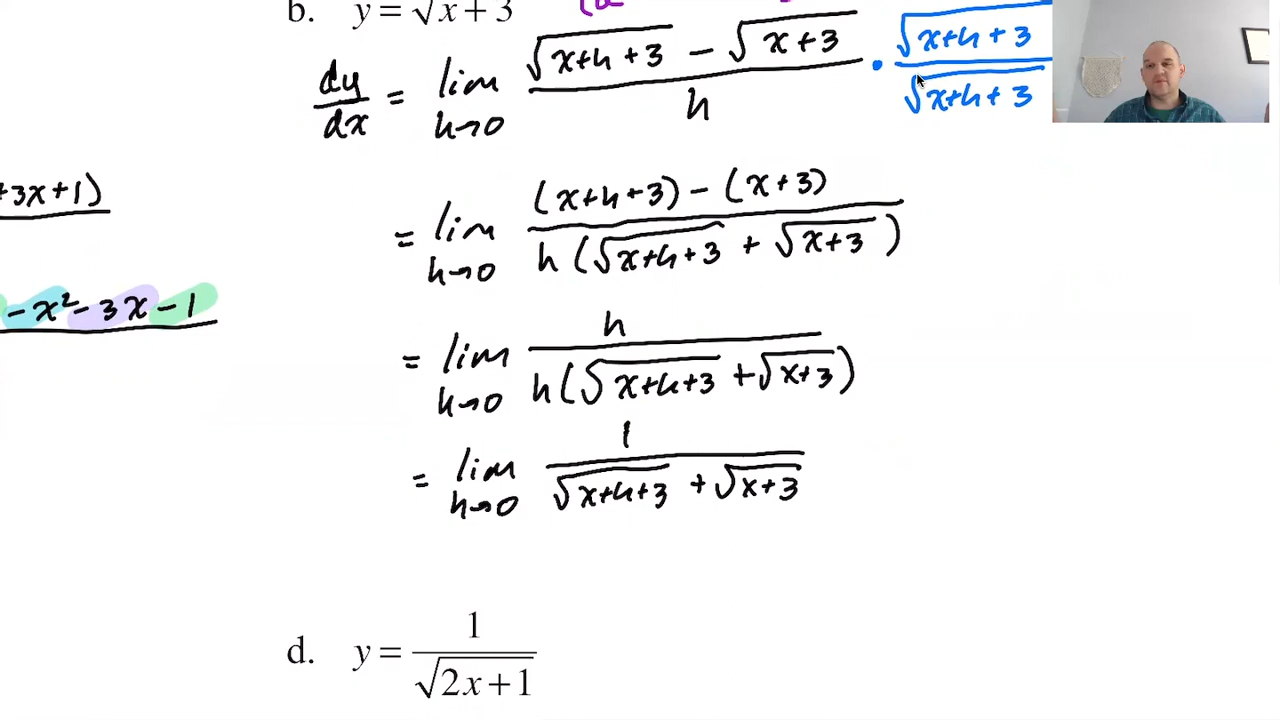 b. y = √x+3
dy/dx = lim h→0 (√x+h+3 − √x+3)/h · √x+h+3/√x+h+3
+3x+1)
= lim h→0 ((x+h+3) − (x+3))/(h(√x+h+3 + √x+3))
−x² − 3x − 1
= lim h→0 h/(h(√x+h+3 + √x+3))
= lim h→0 1/(√x+h+3 + √x+3)
d. y = 1/√2x+1